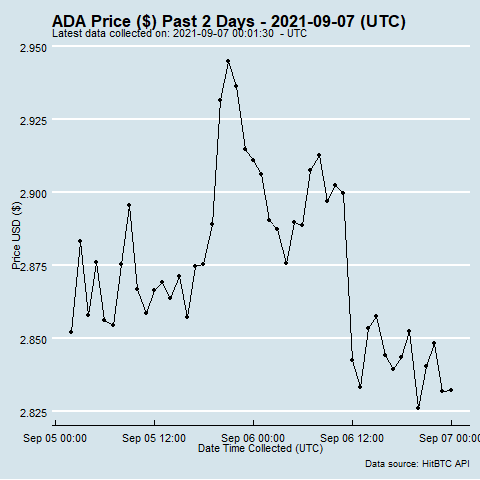 ADA Price ($) Past 2 Days - 2021-09-07 (UTC)
Latest data collected on: 2021-09-07 00:01:30  - UTC
2.950
2.925
2.900
2.875
2.850
2.825
Price USD ($)
Sep 05 00:00
Sep 05 12:00
Sep 06 00:00
Sep 06 12:00
Sep 07 00:00
Date Time Collected (UTC)
Data source: HitBTC API